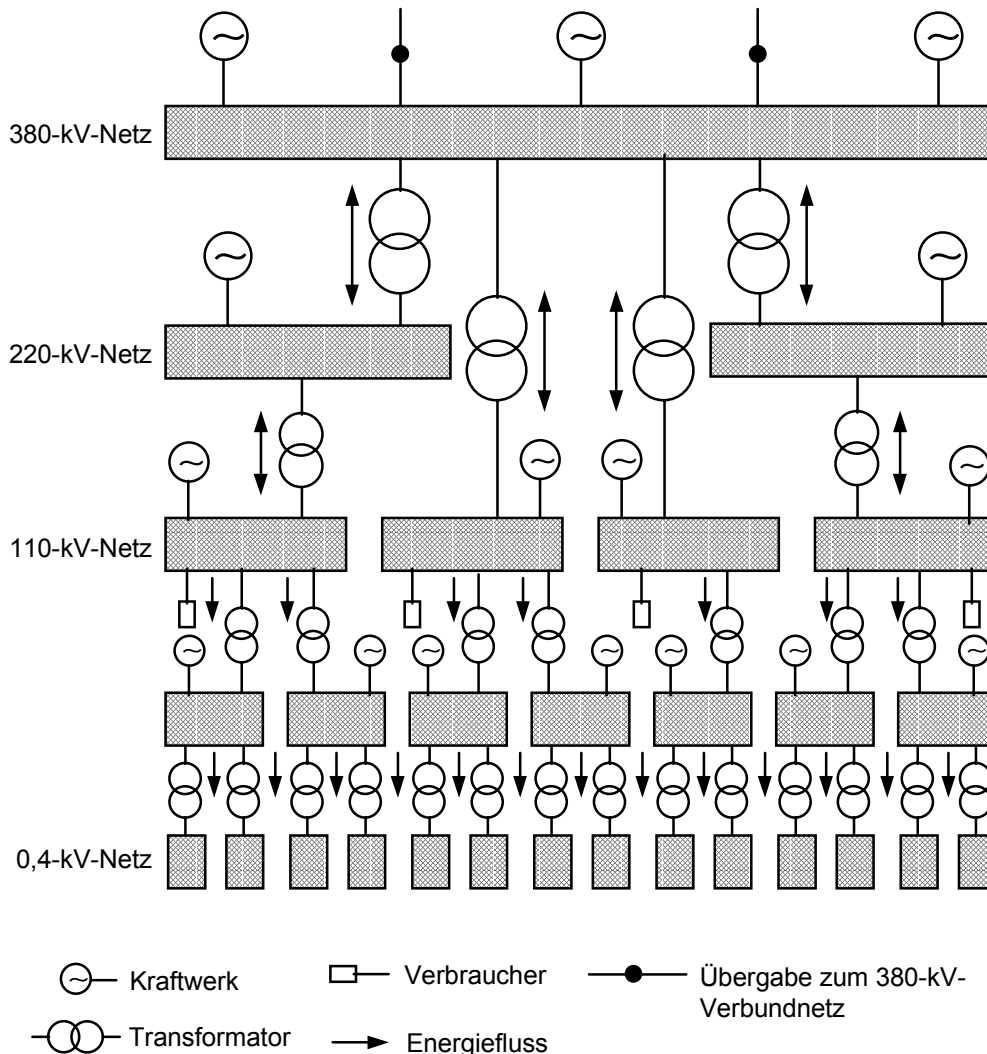 380-kV-Netz
220-kV-Netz
110-kV-Netz
0,4-kV-Netz
Kraftwerk
Verbraucher
Übergabe zum 380-kV-
Verbundnetz
Transformator
Energiefluss